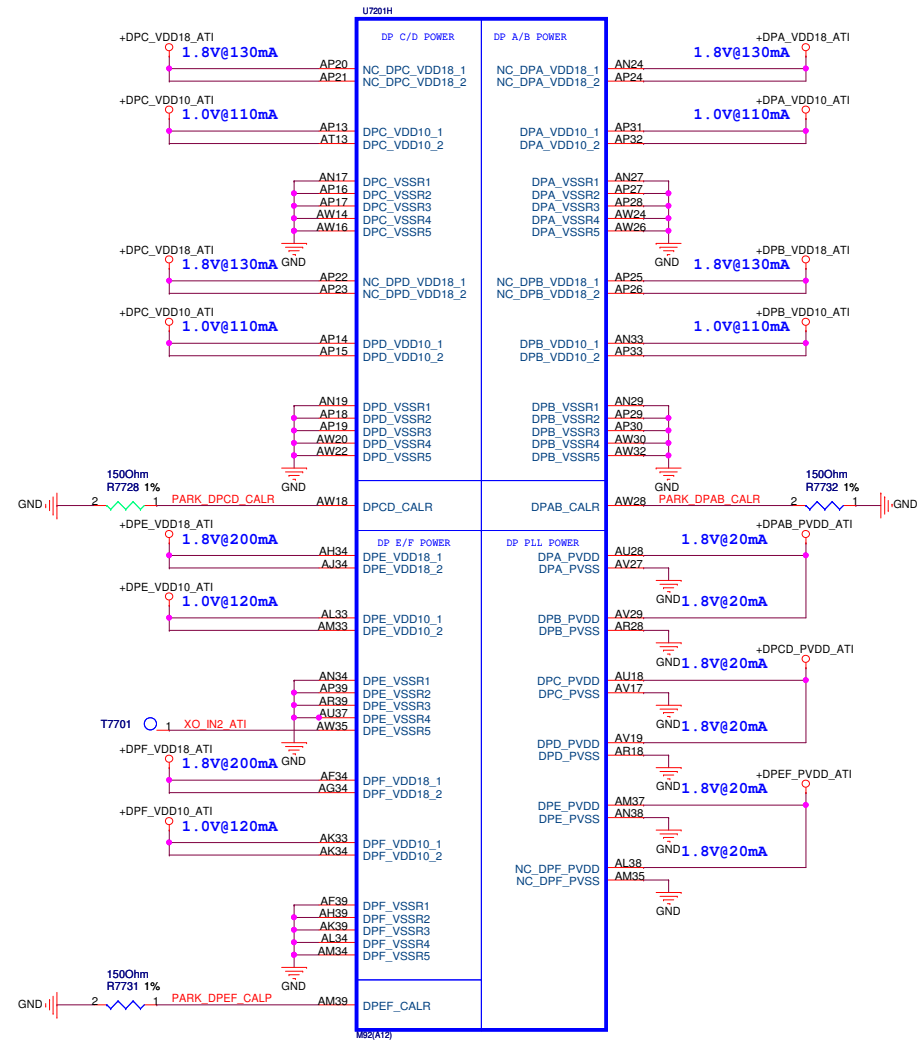 U7201H
DP C/D POWER
DP A/B POWER
+DPC_VDD18_ATI
1.8V@130mA
AP20 NC_DPC_VDD18_1
AP21 NC_DPC_VDD18_2
+DPC_VDD10_ATI
1.0V@110mA
AP13 DPC_VDD10_1
AT13 DPC_VDD10_2
AN17 DPC_VSSR1
AP16 DPC_VSSR2
AP17 DPC_VSSR3
AW14 DPC_VSSR4
AW16 DPC_VSSR5
GND
+DPC_VDD18_ATI
1.8V@130mA
AP22 NC_DPD_VDD18_1
AP23 NC_DPD_VDD18_2
+DPC_VDD10_ATI
1.0V@110mA
AP14 DPD_VDD10_1
AP15 DPD_VDD10_2
AN19 DPD_VSSR1
AP18 DPD_VSSR2
AP19 DPD_VSSR3
AW20 DPD_VSSR4
AW22 DPD_VSSR5
GND
150Ohm
R7728 1%
GND 2 1 PARK_DPCD_CALR AW18 DPCD_CALR
+DPA_VDD18_ATI
1.8V@130mA
NC_DPA_VDD18_1 AN24
NC_DPA_VDD18_2 AP24
+DPA_VDD10_ATI
1.0V@110mA
DPA_VDD10_1 AP31
DPA_VDD10_2 AP32
DPA_VSSR1 AN27
DPA_VSSR2 AP27
DPA_VSSR3 AP28
DPA_VSSR4 AW24
DPA_VSSR5 AW26
GND
+DPB_VDD18_ATI
1.8V@130mA
NC_DPB_VDD18_1 AP25
NC_DPB_VDD18_2 AP26
+DPB_VDD10_ATI
1.0V@110mA
DPB_VDD10_1 AN33
DPB_VDD10_2 AP33
DPB_VSSR1 AN29
DPB_VSSR2 AP29
DPB_VSSR3 AP30
DPB_VSSR4 AW30
DPB_VSSR5 AW32
GND
150Ohm
R7732 1%
DPAB_CALR AW28 PARK_DPAB_CALR 2 1 GND
DP E/F POWER
DP PLL POWER
+DPE_VDD18_ATI
1.8V@200mA
AH34 DPE_VDD18_1
AJ34 DPE_VDD18_2
+DPE_VDD10_ATI
1.0V@120mA
AL33 DPE_VDD10_1
AM33 DPE_VDD10_2
AN34 DPE_VSSR1
AP39 DPE_VSSR2
AR39 DPE_VSSR3
AU37 DPE_VSSR4
T7701 1 XO_IN2_ATI AW35 DPE_VSSR5
GND
+DPF_VDD18_ATI
1.8V@200mA
AF34 DPF_VDD18_1
AG34 DPF_VDD18_2
+DPF_VDD10_ATI
1.0V@120mA
AK33 DPF_VDD10_1
AK34 DPF_VDD10_2
AF39 DPF_VSSR1
AH39 DPF_VSSR2
AK39 DPF_VSSR3
AL34 DPF_VSSR4
AM34 DPF_VSSR5
GND
150Ohm
R7731 1%
GND 2 1 PARK_DPEF_CALP AM39 DPEF_CALR
+DPAB_PVDD_ATI
1.8V@20mA
DPA_PVDD AU28
DPA_PVSS AV27
GND
1.8V@20mA
DPB_PVDD AV29
DPB_PVSS AR28
GND
+DPCD_PVDD_ATI
1.8V@20mA
DPC_PVDD AU18
DPC_PVSS AV17
GND
1.8V@20mA
DPD_PVDD AV19
DPD_PVSS AR18
GND
+DPEF_PVDD_ATI
1.8V@20mA
DPE_PVDD AM37
DPE_PVSS AN38
GND
1.8V@20mA
NC_DPF_PVDD AL38
NC_DPF_PVSS AM35
GND
M92(A12)